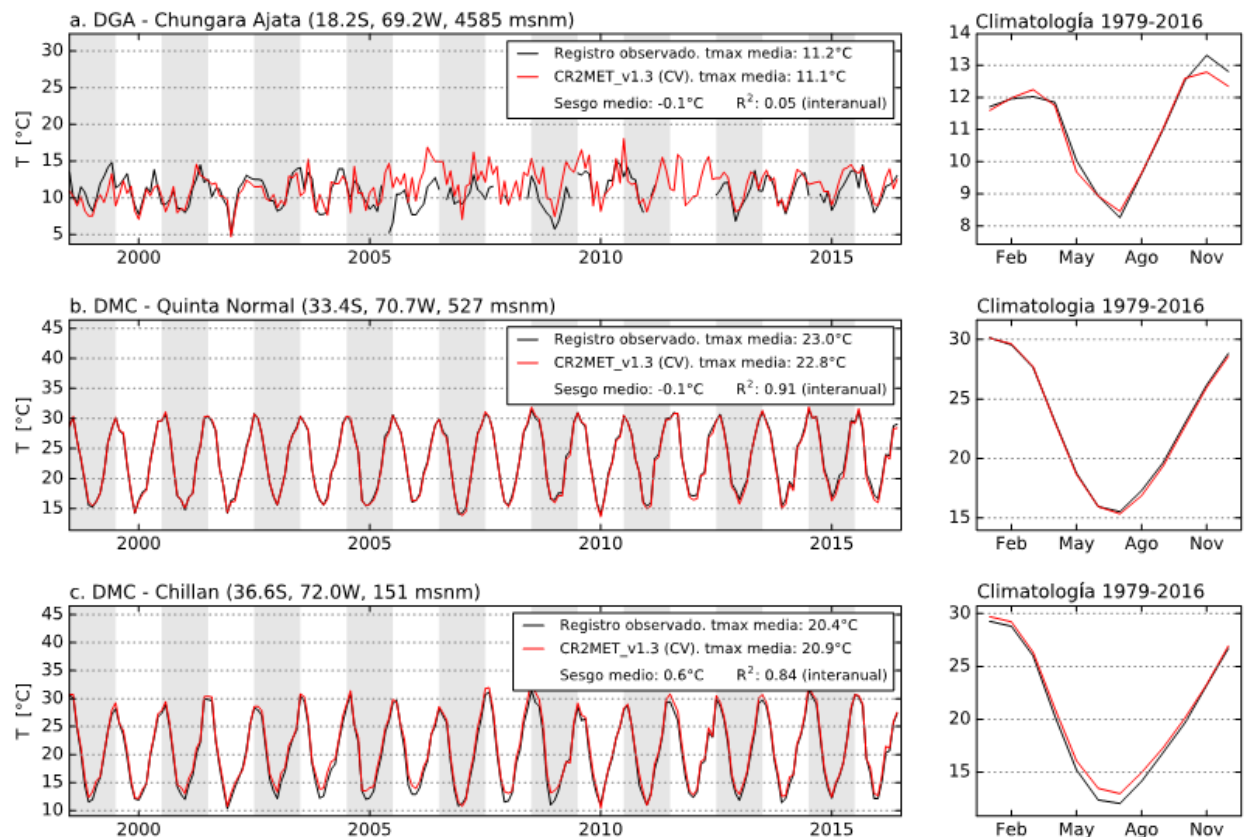 a. DGA - Chungara Ajata (18.2S, 69.2W, 4585 msnm)
Registro observado. tmax media: 11.2°C
CR2MET_v1.3 (CV). tmax media: 11.1°C
Sesgo medio: -0.1°C R²: 0.05 (interanual)
T [°C]
30
25
20
15
10
5
2000 2005 2010 2015
Climatología 1979-2016
14
13
12
11
10
9
8
Feb May Ago Nov
b. DMC - Quinta Normal (33.4S, 70.7W, 527 msnm)
Registro observado. tmax media: 23.0°C
CR2MET_v1.3 (CV). tmax media: 22.8°C
Sesgo medio: -0.1°C R²: 0.91 (interanual)
T [°C]
45
40
35
30
25
20
15
2000 2005 2010 2015
Climatología 1979-2016
30
25
20
15
Feb May Ago Nov
c. DMC - Chillan (36.6S, 72.0W, 151 msnm)
Registro observado. tmax media: 20.4°C
CR2MET_v1.3 (CV). tmax media: 20.9°C
Sesgo medio: 0.6°C R²: 0.84 (interanual)
T [°C]
45
40
35
30
25
20
15
10
2000 2005 2010 2015
Climatología 1979-2016
30
25
20
15
Feb May Ago Nov